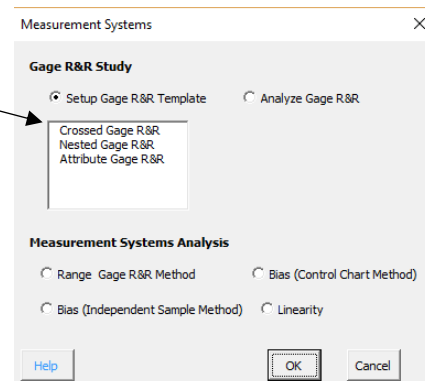 Measurement Systems
Gage R&R Study
Setup Gage R&R Template Analyze Gage R&R
Crossed Gage R&R
Nested Gage R&R
Attribute Gage R&R
Measurement Systems Analysis
Range Gage R&R Method Bias (Control Chart Method)
Bias (Independent Sample Method) Linearity
Help OK Cancel